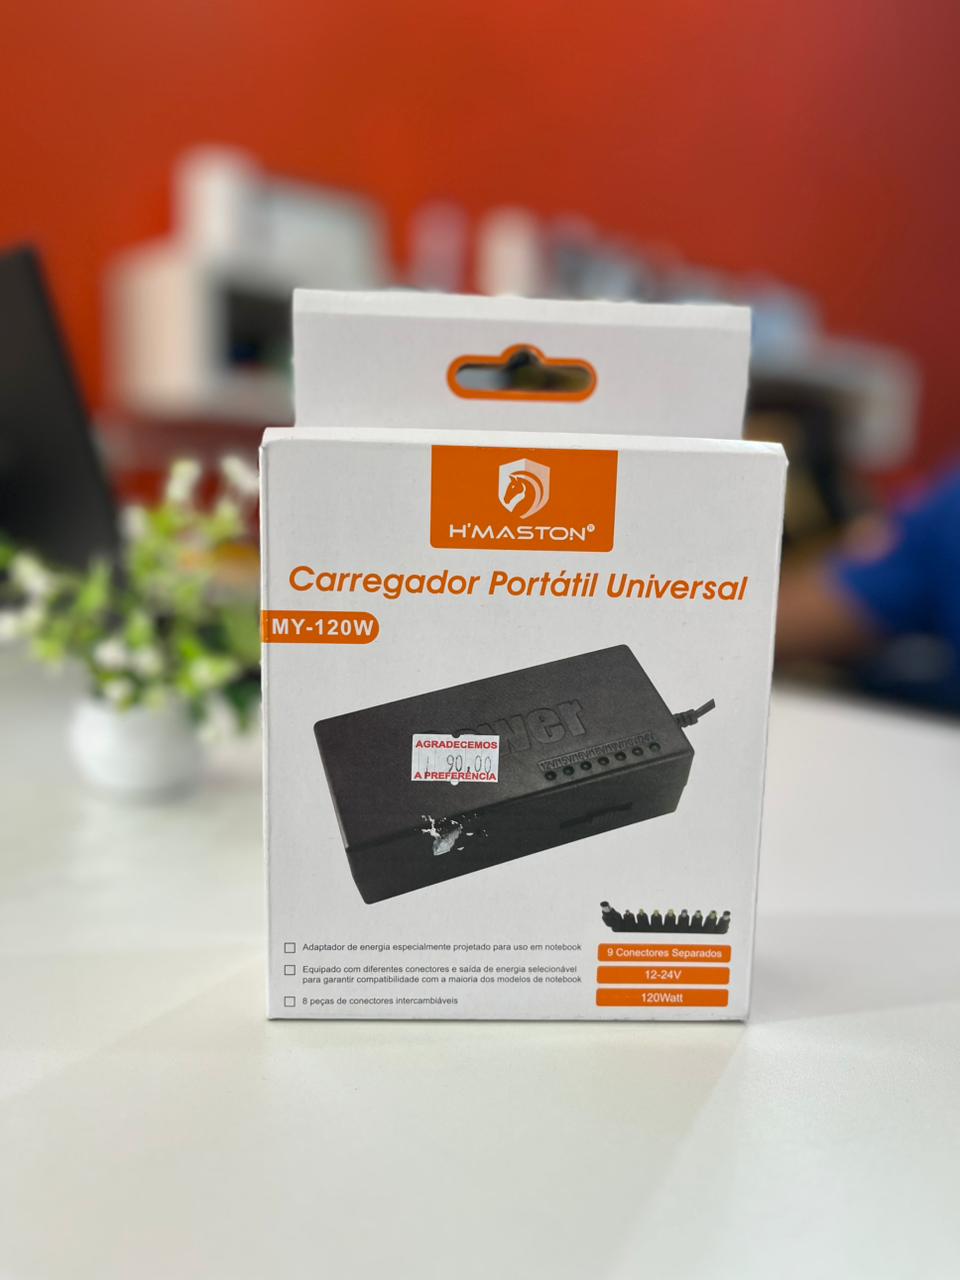 H'MASTON®
Carregador Portátil Universal
MY-120W
AGRADECEMOS
90,00
A PREFERÊNCIA
Adaptador de energia especialmente projetado para uso em notebook
Equipado com diferentes conectores e saída de energia selecionável
para garantir compatibilidade com a maioria dos modelos de notebook
8 peças de conectores intercambiáveis
9 Conectores Separados
12-24V
120Watt